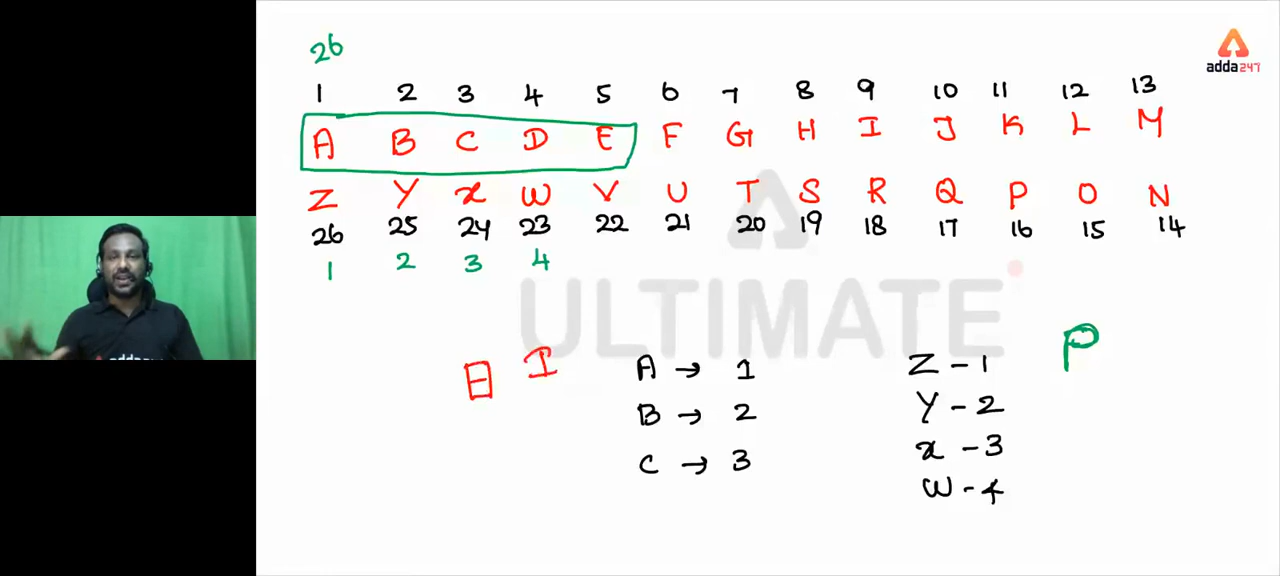 26
adda247
1 2 3 4 5 6 7 8 9 10 11 12 13
A B C D E F G H I J K L M
Z Y X W V U T S R Q P O N
26 25 24 23 22 21 20 19 18 17 16 15 14
1 2 3 4
ULTIMATE
I
A → 1
B → 2
C → 3
Z - 1
Y - 2
X - 3
W - 4
P